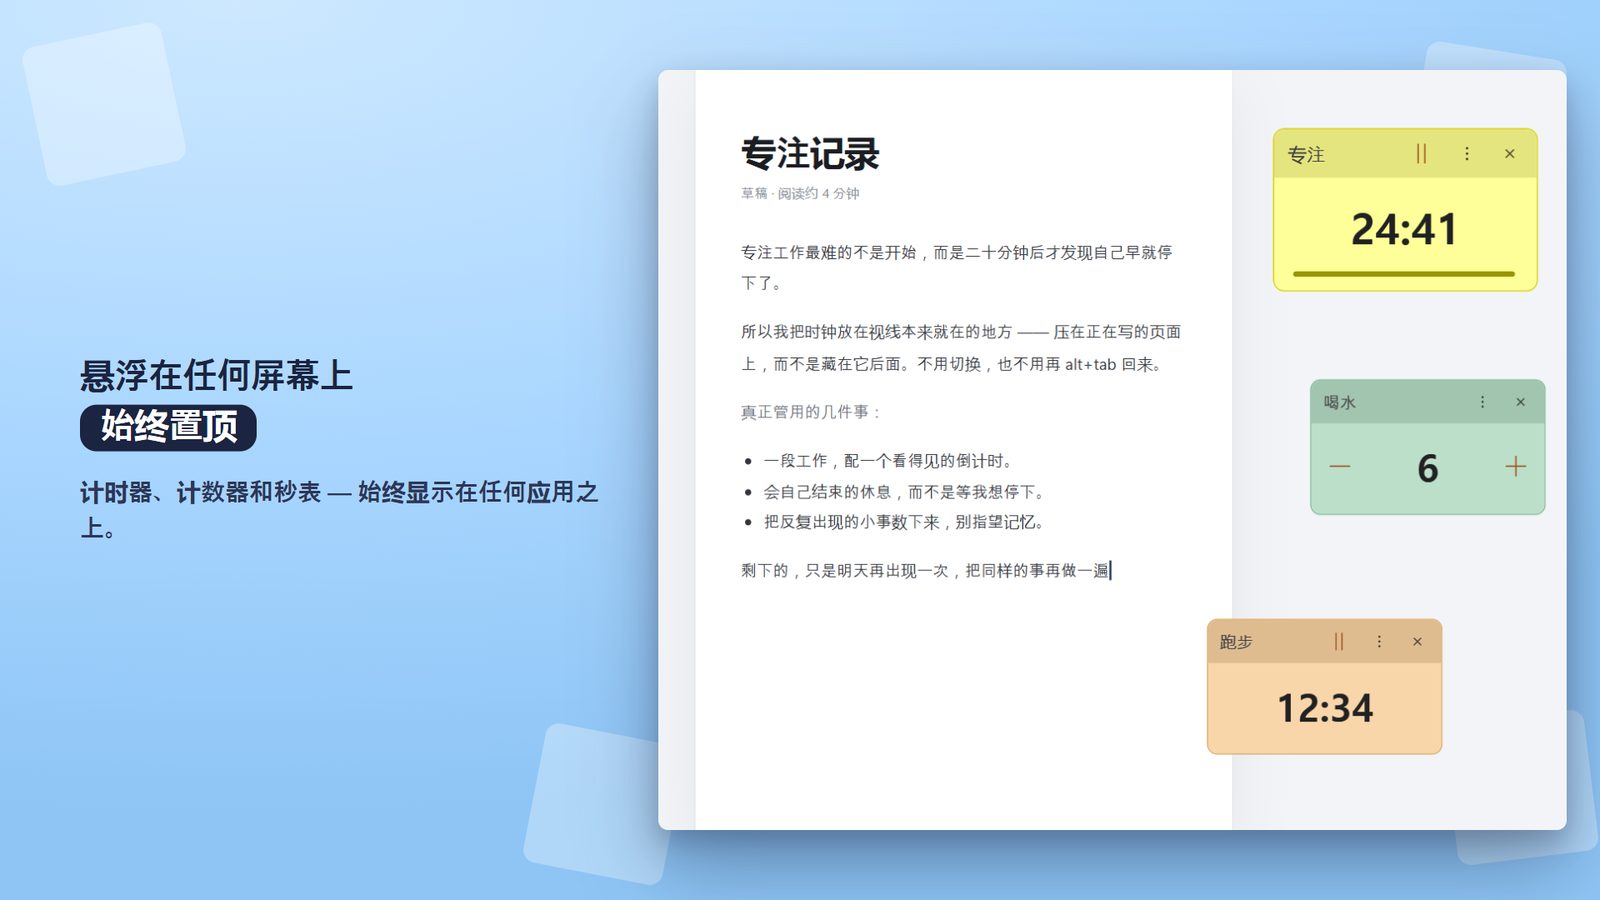 悬浮在任何屏幕上
始终置顶
计时器、计数器和秒表 — 始终显示在任何应用之
上。
专注记录
草稿 · 阅读约 4 分钟
专注工作最难的不是开始，而是二十分钟后才发现自己早就停
下了。
所以我把时钟放在视线本来就在的地方 —— 压在正在写的页面
上，而不是藏在它后面。不用切换，也不用再 alt+tab 回来。
真正管用的几件事：
• 一段工作，配一个看得见的倒计时。
• 会自己结束的休息，而不是等我想停下。
• 把反复出现的小事数下来，别指望记忆。
剩下的，只是明天再出现一次，把同样的事再做一遍
专注
24:41
喝水
6
跑步
12:34